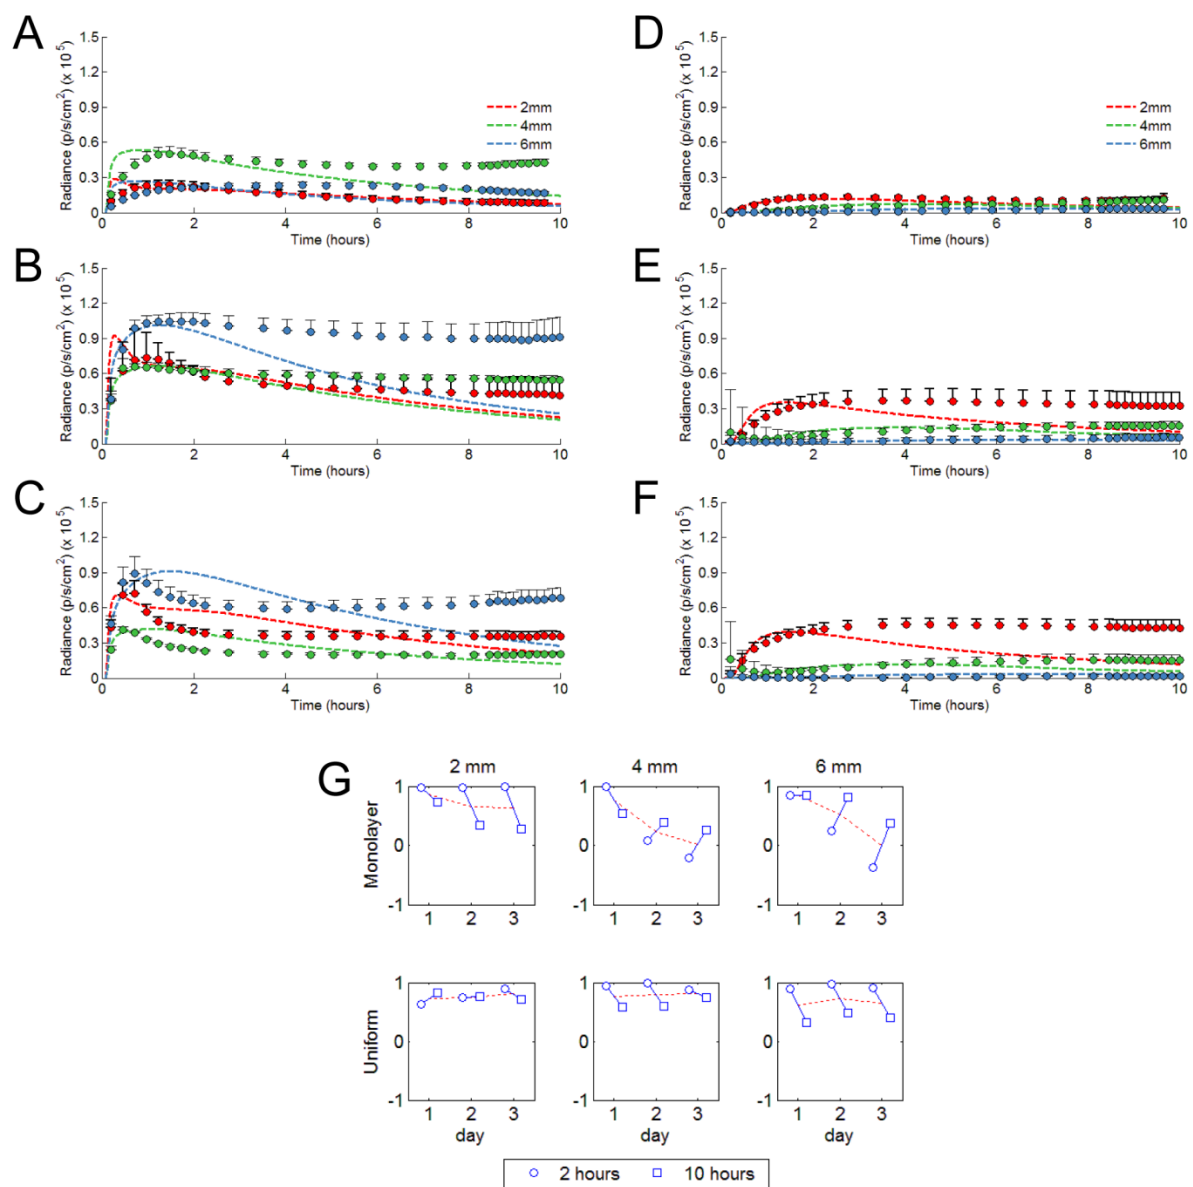 A
Radiance (p/s/cm²) (x 10⁵)
1.5
1.2
0.9
0.6
0.3
0
2mm
4mm
6mm
0 2 4 6 8 10
Time (hours)
D
Radiance (p/s/cm²) (x 10⁵)
1.5
1.2
0.9
0.6
0.3
0
2mm
4mm
6mm
0 2 4 6 8 10
Time (hours)
B
Radiance (p/s/cm²) (x 10⁵)
1.5
1.2
0.9
0.6
0.3
0
0 2 4 6 8 10
Time (hours)
E
Radiance (p/s/cm²) (x 10⁵)
1.5
1.2
0.9
0.6
0.3
0
0 2 4 6 8 10
Time (hours)
C
Radiance (p/s/cm²) (x 10⁵)
1.5
1.2
0.9
0.6
0.3
0
0 2 4 6 8 10
Time (hours)
F
Radiance (p/s/cm²) (x 10⁵)
1.5
1.2
0.9
0.6
0.3
0
0 2 4 6 8 10
Time (hours)
G
2 mm
4 mm
6 mm
Monolayer
1
0
-1
1 2 3
1
0
-1
1 2 3
1
0
-1
1 2 3
Uniform
1
0
-1
1 2 3
day
1
0
-1
1 2 3
day
1
0
-1
1 2 3
day
2 hours
10 hours